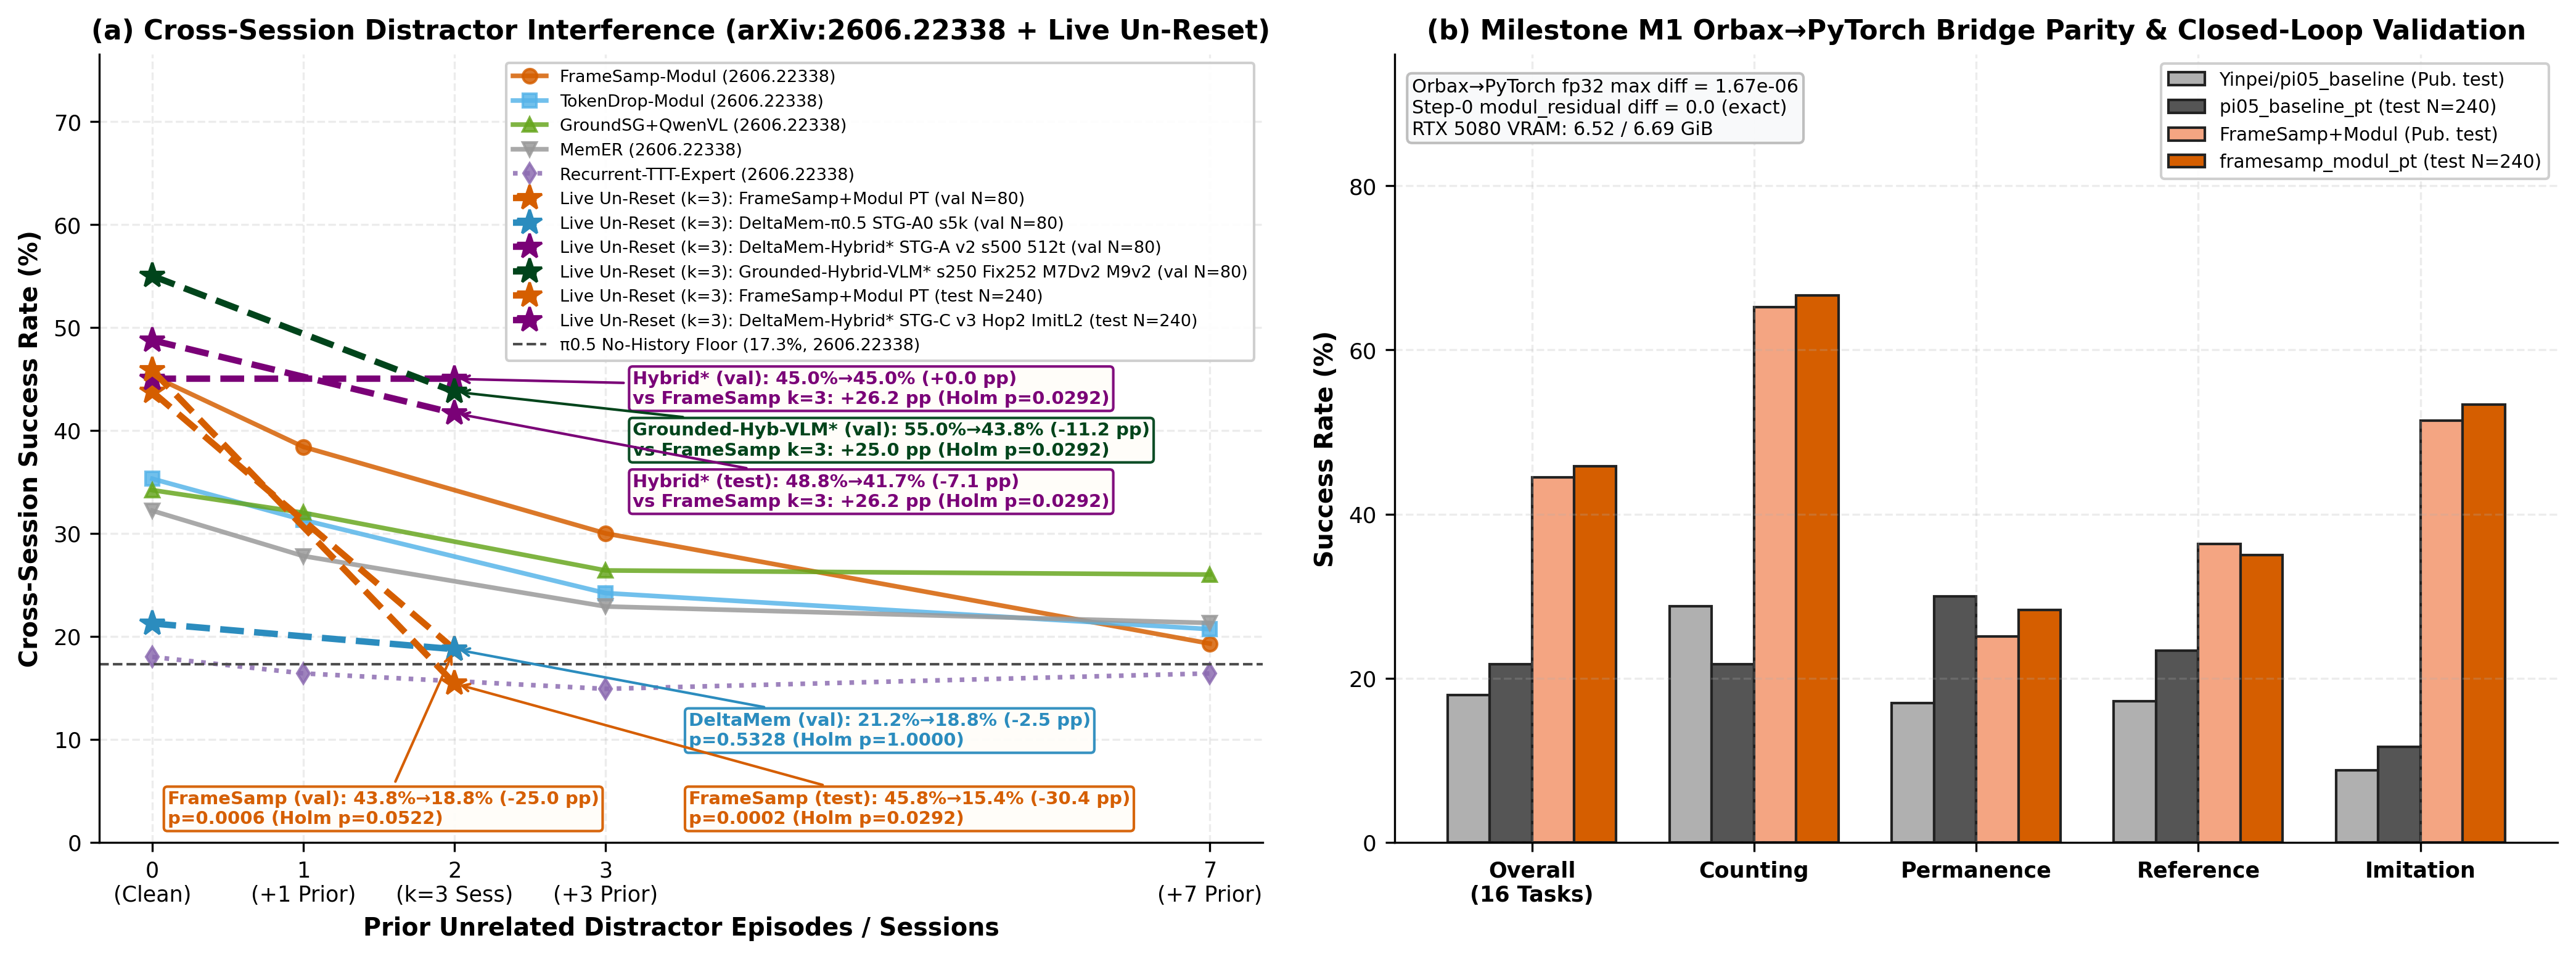 (a) Cross-Session Distractor Interference (arXiv:2606.22338 + Live Un-Reset)
Cross-Session Success Rate (%)
70
60
50
40
30
20
10
0
FrameSamp-Modul (2606.22338)
TokenDrop-Modul (2606.22338)
GroundSG+QwenVL (2606.22338)
MemER (2606.22338)
Recurrent-TTT-Expert (2606.22338)
Live Un-Reset (k=3): FrameSamp+Modul PT (val N=80)
Live Un-Reset (k=3): DeltaMem-π0.5 STG-A0 s5k (val N=80)
Live Un-Reset (k=3): DeltaMem-Hybrid* STG-A v2 s500 512t (val N=80)
Live Un-Reset (k=3): Grounded-Hybrid-VLM* s250 Fix252 M7Dv2 M9v2 (val N=80)
Live Un-Reset (k=3): FrameSamp+Modul PT (test N=240)
Live Un-Reset (k=3): DeltaMem-Hybrid* STG-C v3 Hop2 ImitL2 (test N=240)
π0.5 No-History Floor (17.3%, 2606.22338)
Hybrid* (val): 45.0%→45.0% (+0.0 pp)
vs FrameSamp k=3: +26.2 pp (Holm p=0.0292)
Grounded-Hyb-VLM* (val): 55.0%→43.8% (-11.2 pp)
vs FrameSamp k=3: +25.0 pp (Holm p=0.0292)
Hybrid* (test): 48.8%→41.7% (-7.1 pp)
vs FrameSamp k=3: +26.2 pp (Holm p=0.0292)
DeltaMem (val): 21.2%→18.8% (-2.5 pp)
p=0.5328 (Holm p=1.0000)
FrameSamp (val): 43.8%→18.8% (-25.0 pp)
p=0.0006 (Holm p=0.0522)
FrameSamp (test): 45.8%→15.4% (-30.4 pp)
p=0.0002 (Holm p=0.0292)
0
(Clean)
1
(+1 Prior)
2
(k=3 Sess)
3
(+3 Prior)
7
(+7 Prior)
Prior Unrelated Distractor Episodes / Sessions
(b) Milestone M1 Orbax→PyTorch Bridge Parity & Closed-Loop Validation
Success Rate (%)
80
60
40
20
0
Orbax→PyTorch fp32 max diff = 1.67e-06
Step-0 modul_residual diff = 0.0 (exact)
RTX 5080 VRAM: 6.52 / 6.69 GiB
Yinpei/pi05_baseline (Pub. test)
pi05_baseline_pt (test N=240)
FrameSamp+Modul (Pub. test)
framesamp_modul_pt (test N=240)
Overall
(16 Tasks)
Counting
Permanence
Reference
Imitation